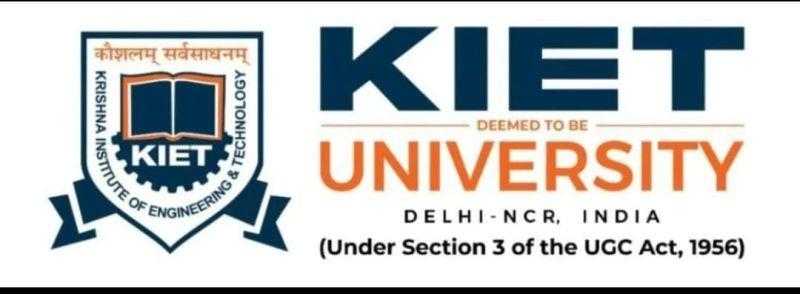 कौशलम् सर्वसाधनम्
KRISHNA INSTITUTE OF ENGINEERING & TECHNOLOGY
KIET
KIET
DEEMED TO BE
UNIVERSITY
DELHI-NCR, INDIA
(Under Section 3 of the UGC Act, 1956)